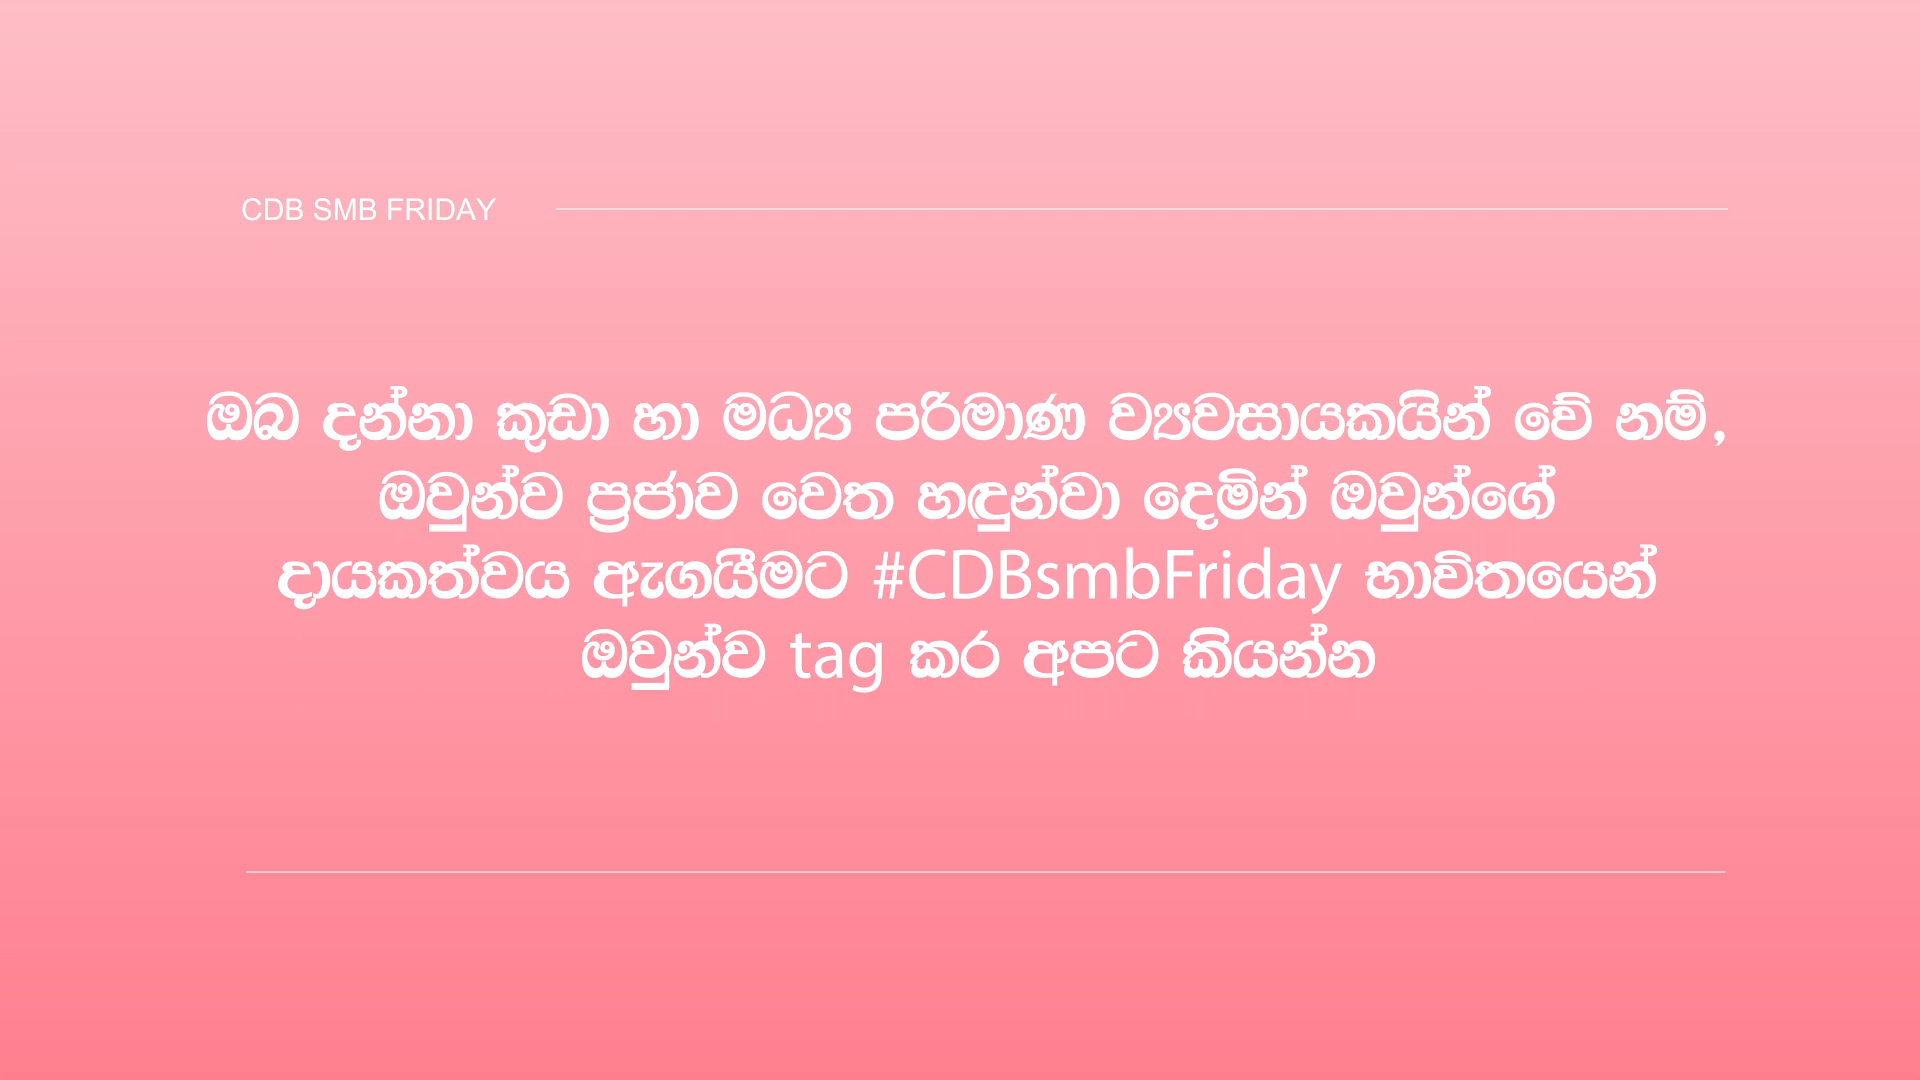 CDB SMB FRIDAY
ඔබ දන්නා කුඩා හා මධ්‍ය පරිමාණ ව්‍යවසායකයින් වේ නම්,
ඔවුන්ව ප්‍රජාව වෙත හඳුන්වා දෙමින් ඔවුන්ගේ
දායකත්වය ඇගයීමට #CDBsmbFriday භාවිතයෙන්
ඔවුන්ව tag කර අපට කියන්න